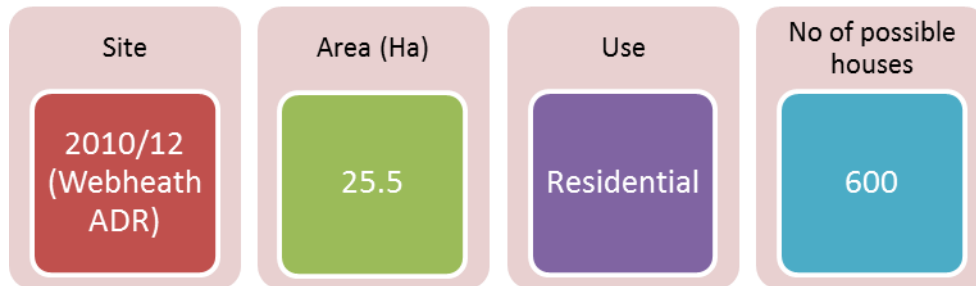 Site
2010/12
(Webheath
ADR)
Area (Ha)
25.5
Use
Residential
No of possible
houses
600